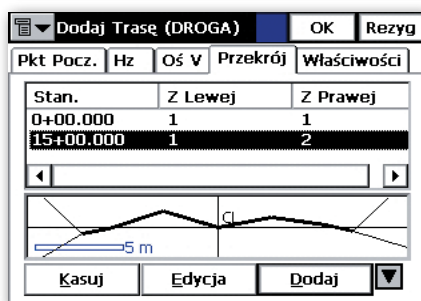 Dodaj Trasę (DROGA) OK Rezyg
Pkt Pocz. Hz Oś V Przekrój Właściwości
Stan. Z Lewej Z Prawej
0+00.000 1 1
15+00.000 1 2
CL
5 m
Kasuj Edycja Dodaj